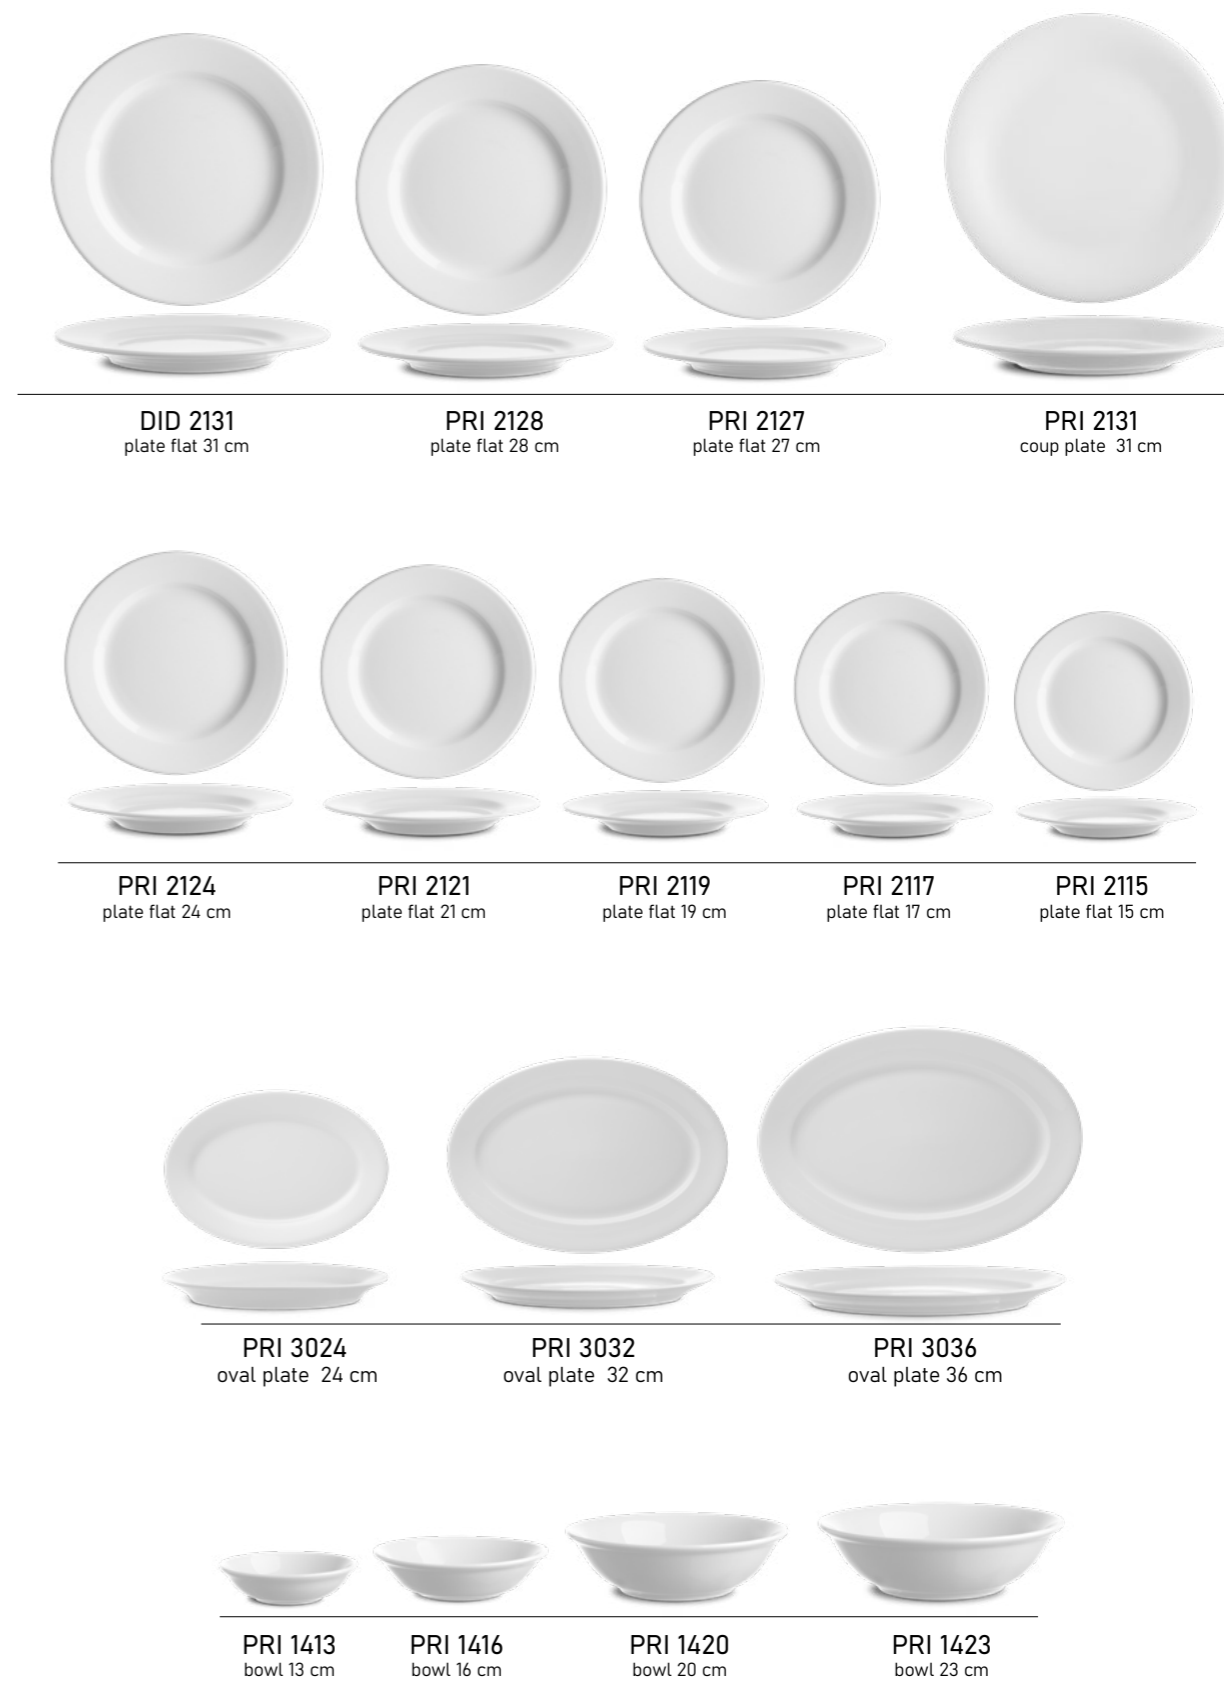 DID 2131
plate flat 31 cm
PRI 2128
plate flat 28 cm
PRI 2127
plate flat 27 cm
PRI 2131
coup plate  31 cm
PRI 2124
plate flat 24 cm
PRI 2121
plate flat 21 cm
PRI 2119
plate flat 19 cm
PRI 2117
plate flat 17 cm
PRI 2115
plate flat 15 cm
PRI 3024
oval plate  24 cm
PRI 3032
oval plate  32 cm
PRI 3036
oval plate 36 cm
PRI 1413
bowl 13 cm
PRI 1416
bowl 16 cm
PRI 1420
bowl 20 cm
PRI 1423
bowl 23 cm